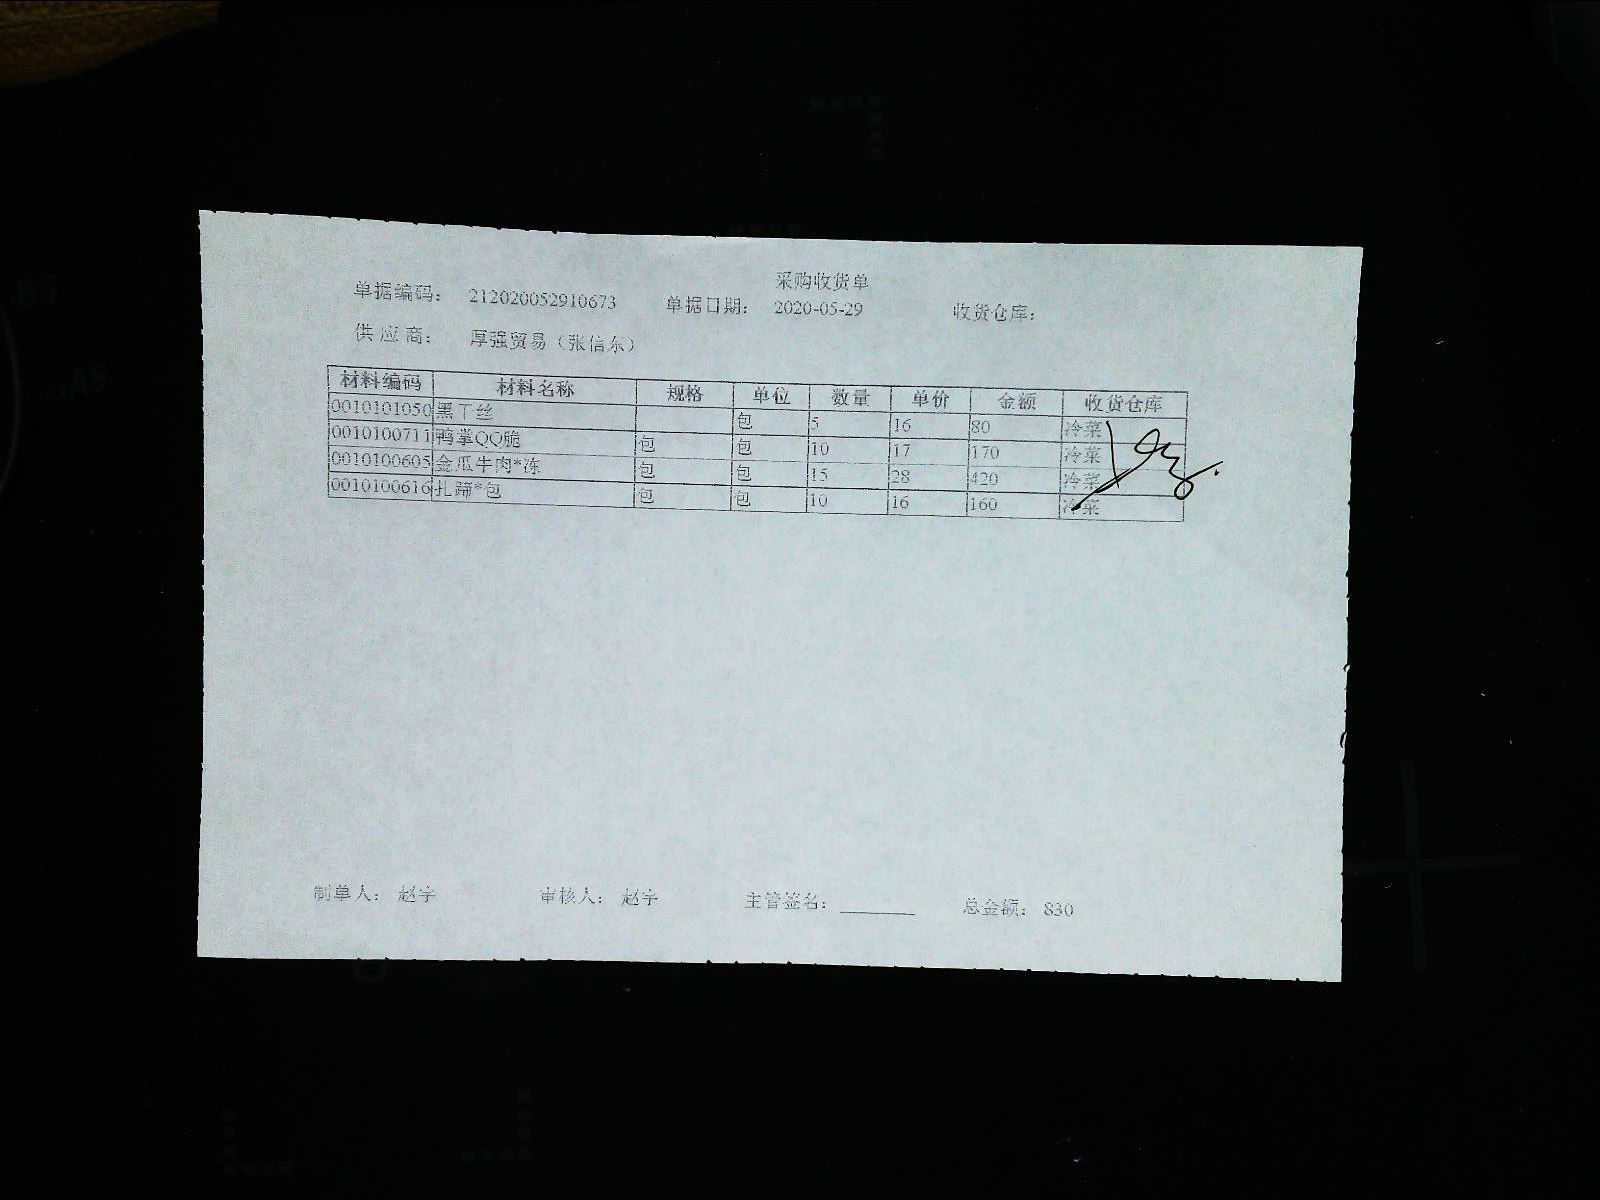 采购收货单
单据编码： 212020052910673 单据日期： 2020-05-29 收货仓库：
供 应 商： 厚强贸易（张信东）
材料编码 材料名称 规格 单位 数量 单价 金额 收货仓库
0010101050 黑干丝 包 5 16 80 冷菜
0010100711 鸭掌QQ脆 包 包 10 17 170 冷菜
0010100605 金瓜牛肉*冻 包 包 15 28 420 冷菜
0010100616 扎蹄*包 包 包 10 16 160 冷菜
制单人： 赵宇 审核人： 赵宇 主管签名： 总金额： 830